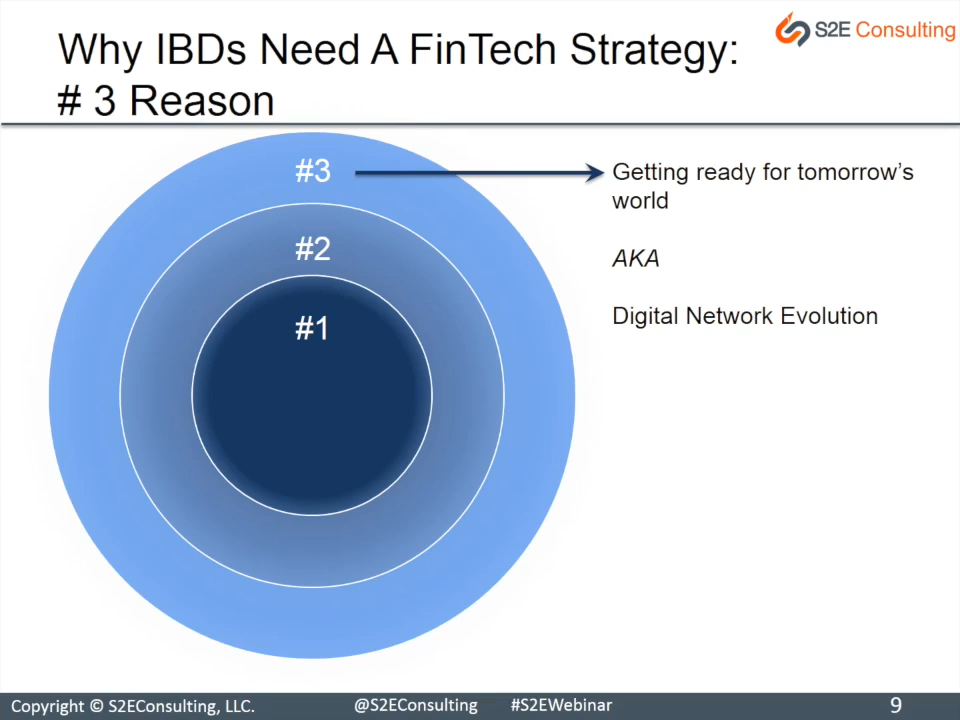 Why IBDs Need A FinTech Strategy:
# 3 Reason
S2E Consulting
#3
Getting ready for tomorrow's
world
#2
AKA
Digital Network Evolution
#1
Copyright © S2EConsulting, LLC.
@S2EConsulting
#S2EWebinar
9